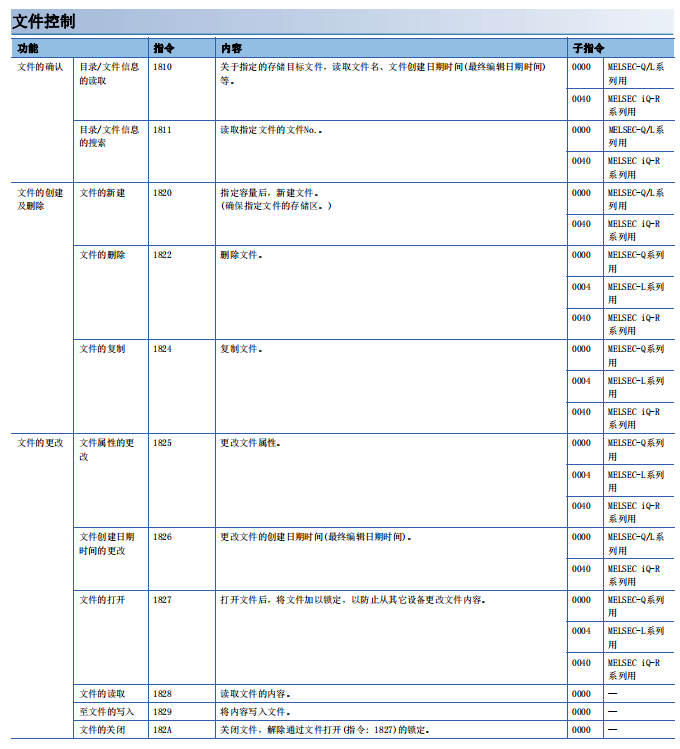 文件控制
功能 指令 内容 子指令
文件的确认 目录/文件信息 1810 关于指定的存储目标文件，读取文件名、文件创建日期时间(最终编辑日期时间) 0000 MELSEC-Q/L系
的读取 等。 列用
0040 MELSEC iQ-R
系列用
目录/文件信息 1811 读取指定文件的文件No.。 0000 MELSEC-Q/L系
的搜索 列用
0040 MELSEC iQ-R
系列用
文件的创建 文件的新建 1820 指定容量后，新建文件。 0000 MELSEC-Q/L系
及删除 (确保指定文件的存储区。) 列用
0040 MELSEC iQ-R
系列用
文件的删除 1822 删除文件。 0000 MELSEC-Q系列
用
0004 MELSEC-L系列
用
0040 MELSEC iQ-R
系列用
文件的复制 1824 复制文件。 0000 MELSEC-Q系列
用
0004 MELSEC-L系列
用
0040 MELSEC iQ-R
系列用
文件的更改 文件属性的更 1825 更改文件属性。 0000 MELSEC-Q系列
改 用
0004 MELSEC-L系列
用
0040 MELSEC iQ-R
系列用
文件创建日期 1826 更改文件的创建日期时间(最终编辑日期时间)。 0000 MELSEC-Q/L系
时间的更改 列用
0040 MELSEC iQ-R
系列用
文件的打开 1827 打开文件后，将文件加以锁定，以防止从其它设备更改文件内容。 0000 MELSEC-Q系列
用
0004 MELSEC-L系列
用
0040 MELSEC iQ-R
系列用
文件的读取 1828 读取文件的内容。 0000 —
至文件的写入 1829 将内容写入文件。 0000 —
文件的关闭 182A 关闭文件，解除通过文件打开(指令: 1827)的锁定。 0000 —